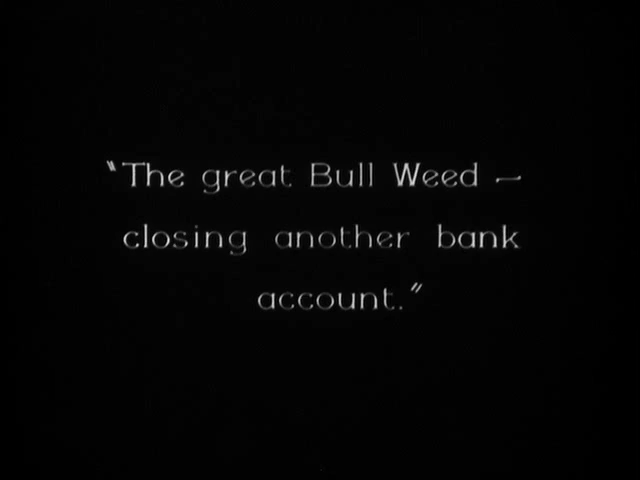 "The great Bull Weed —
closing another bank
account."